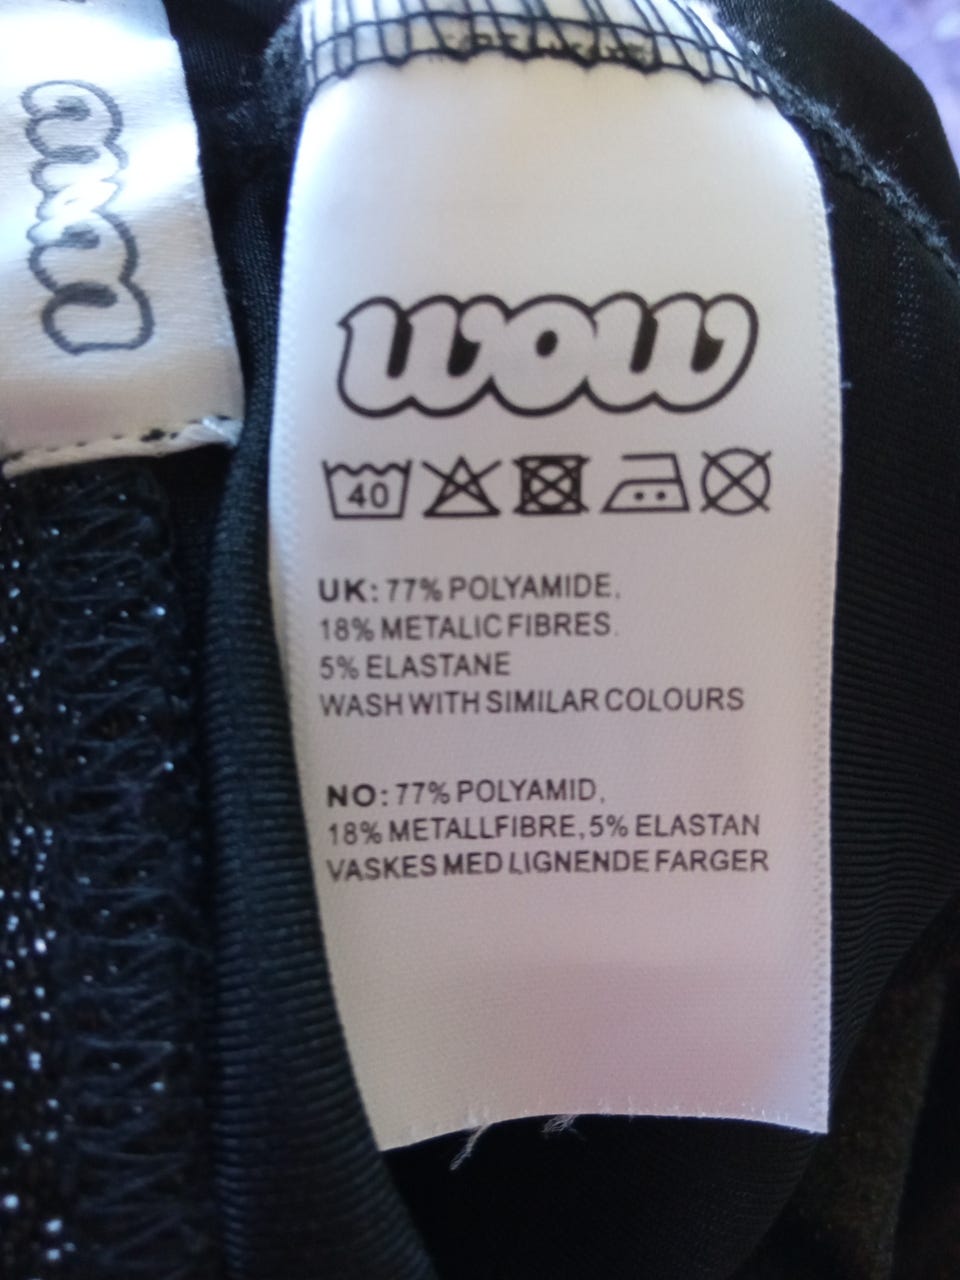 wow
40
UK: 77% POLYAMIDE,
18% METALIC FIBRES.
5% ELASTANE
WASH WITH SIMILAR COLOURS
NO: 77% POLYAMID,
18% METALLFIBRE, 5% ELASTAN
VASKES MED LIGNENDE FARGER
wow